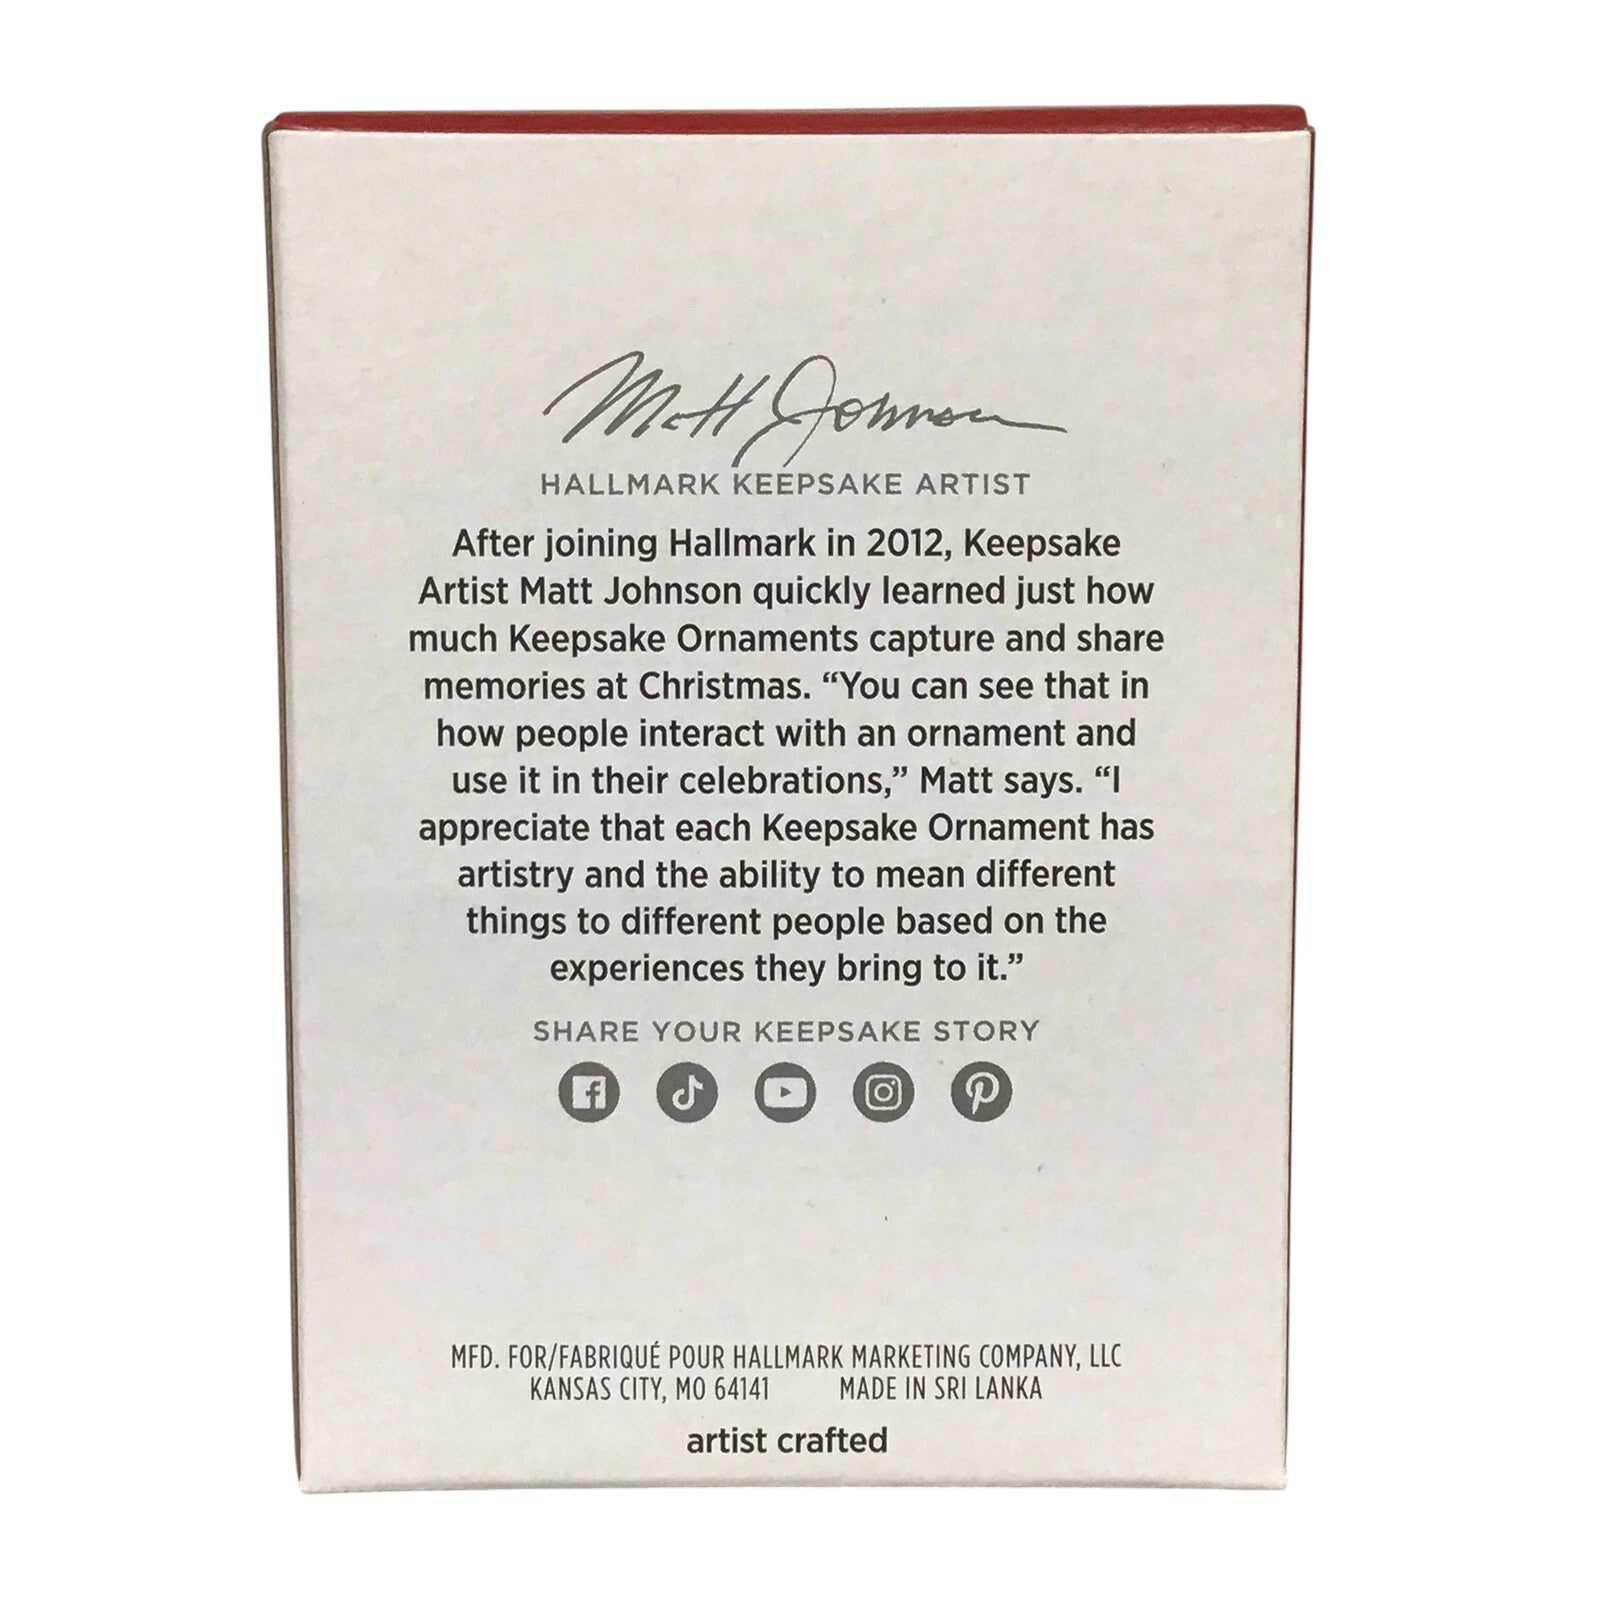 Matt Johnson
HALLMARK KEEPSAKE ARTIST
After joining Hallmark in 2012, Keepsake
Artist Matt Johnson quickly learned just how
much Keepsake Ornaments capture and share
memories at Christmas. “You can see that in
how people interact with an ornament and
use it in their celebrations,” Matt says. “I
appreciate that each Keepsake Ornament has
artistry and the ability to mean different
things to different people based on the
experiences they bring to it.”
SHARE YOUR KEEPSAKE STORY
MFD. FOR/FABRIQUÉ POUR HALLMARK MARKETING COMPANY, LLC
KANSAS CITY, MO 64141 MADE IN SRI LANKA
artist crafted